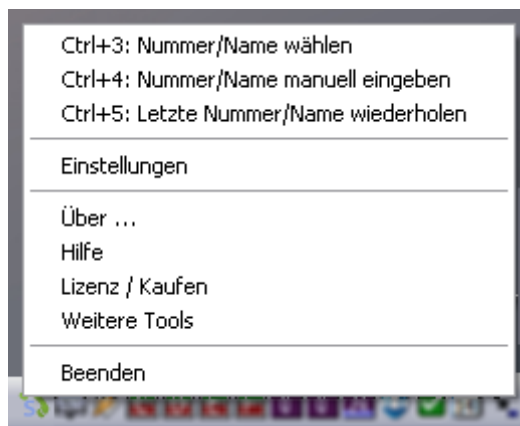 Ctrl+3: Nummer/Name wählen
Ctrl+4: Nummer/Name manuell eingeben
Ctrl+5: Letzte Nummer/Name wiederholen
Einstellungen
Über ...
Hilfe
Lizenz / Kaufen
Weitere Tools
Beenden